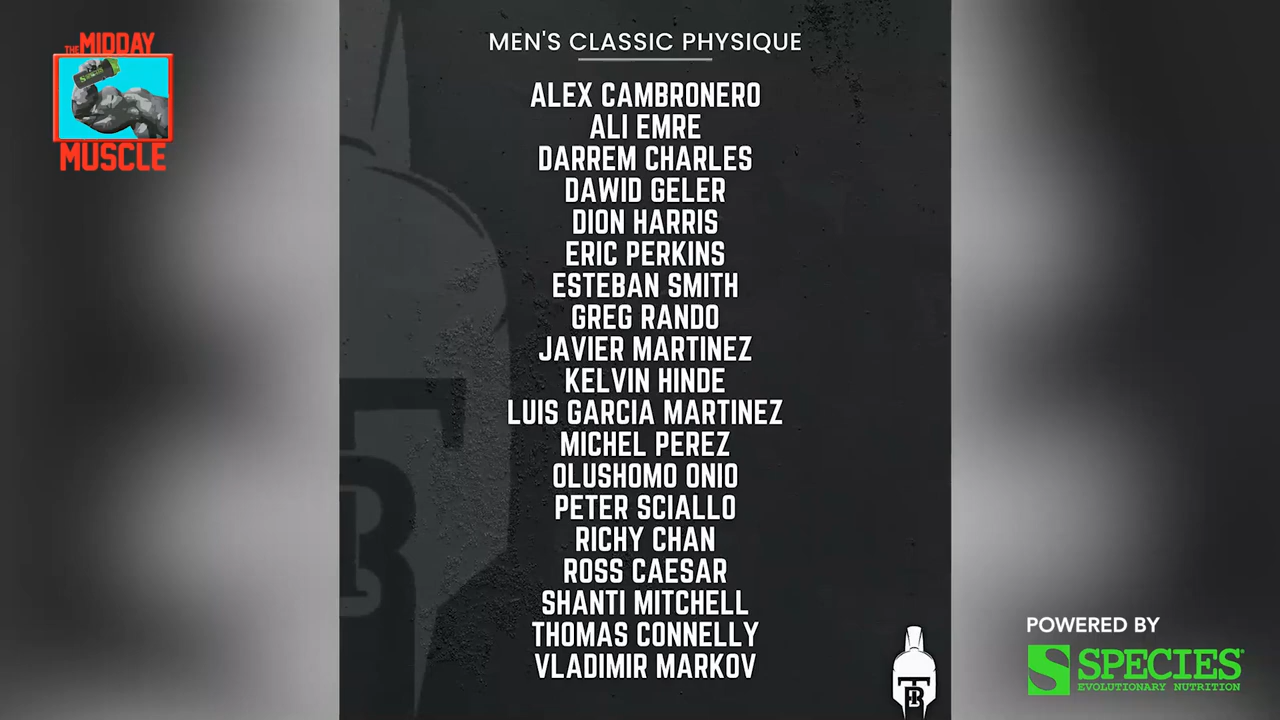 THE MIDDAY
MUSCLE
MEN'S CLASSIC PHYSIQUE
ALEX CAMBRONERO
ALI EMRE
DARREM CHARLES
DAWID GELER
DION HARRIS
ERIC PERKINS
ESTEBAN SMITH
GREG RANDO
JAVIER MARTINEZ
KELVIN HINDE
LUIS GARCIA MARTINEZ
MICHEL PEREZ
OLUSHOMO ONIO
PETER SCIALLO
RICHY CHAN
ROSS CAESAR
SHANTI MITCHELL
THOMAS CONNELLY
VLADIMIR MARKOV
TB
POWERED BY
S SPECIES
EVOLUTIONARY NUTRITION